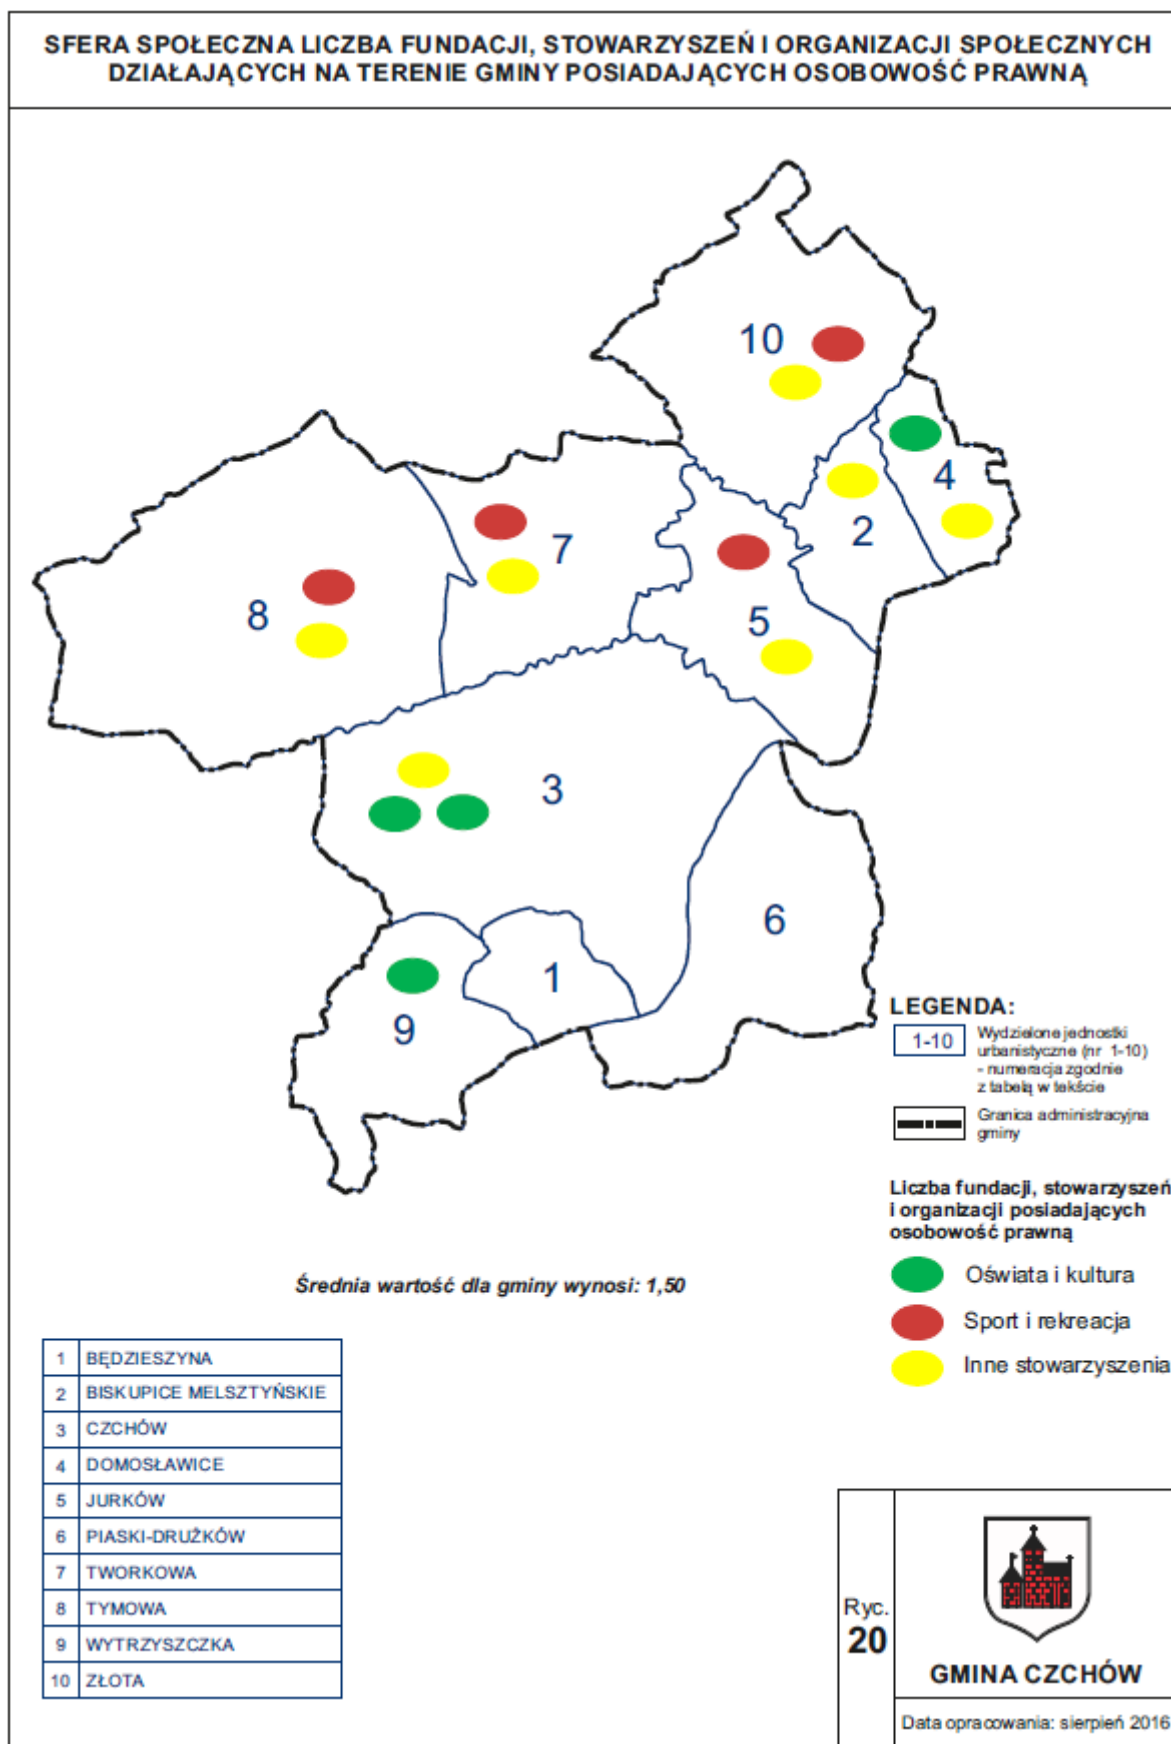 SFERA SPOŁECZNA LICZBA FUNDACJI, STOWARZYSZEŃ I ORGANIZACJI SPOŁECZNYCH
DZIAŁAJĄCYCH NA TERENIE GMINY POSIADAJĄCYCH OSOBOWOŚĆ PRAWNĄ
10
4
2
7
8
5
3
6
1
9
LEGENDA:
1-10
Wydzielone jednostki
urbanistyczne (nr 1-10)
- numeracja zgodnie
z tabelą w tekście
Granica administracyjna
gminy
Liczba fundacji, stowarzyszeń
i organizacji posiadających
osobowość prawną
Oświata i kultura
Sport i rekreacja
Inne stowarzyszenia
Średnia wartość dla gminy wynosi: 1,50
1 BĘDZIESZYNA
2 BISKUPICE MELSZTYŃSKIE
3 CZCHÓW
4 DOMOSŁAWICE
5 JURKÓW
6 PIASKI-DRUŻKÓW
7 TWORKOWA
8 TYMOWA
9 WYTRZYSZCZKA
10 ZŁOTA
Ryc.
20
GMINA CZCHÓW
Data opracowania: sierpień 2016